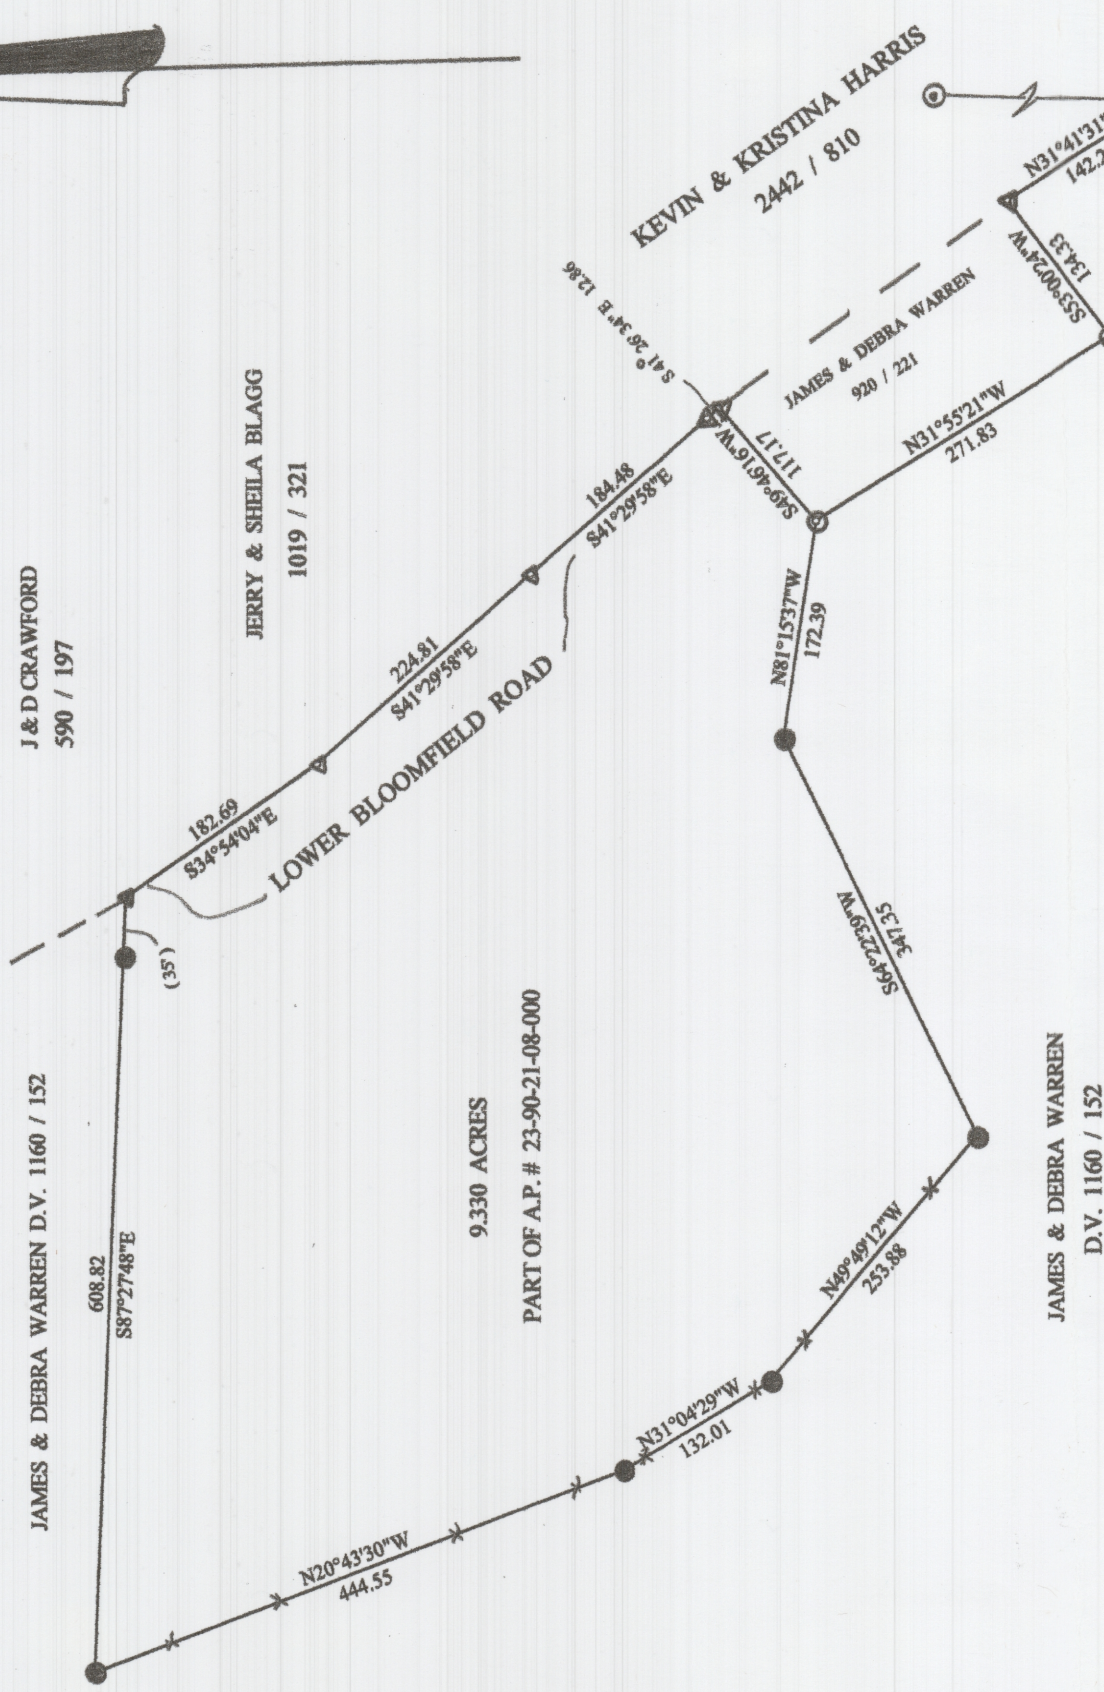 J & D CRAWFORD
590 / 197
JERRY & SHEILA BLAGG
1019 / 321
KEVIN & KRISTINA HARRIS
2442 / 810
S 41° 26' 34" E 12.86
JAMES & DEBRA WARREN
920 / 221
N31°41'31"
S53°00'24"W
134.33
N31°55'21"W
271.83
S49°46'16"W
117.17
184.48
S41°29'58"E
224.81
S41°29'58"E
182.69
S34°54'04"E
LOWER BLOOMFIELD ROAD
(35')
N81°15'37"W
172.39
S64°22'39"W
347.35
JAMES & DEBRA WARREN D.V. 1160 / 152
608.82
S87°27'48"E
9.330 ACRES
PART OF A.P. # 23-90-21-08-000
N49°49'12"W
253.88
N31°04'29"W
132.01
N20°43'30"W
444.55
JAMES & DEBRA WARREN
D.V. 1160 / 152